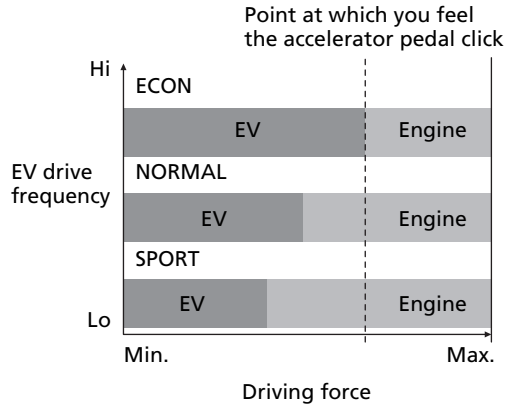 Point at which you feel
the accelerator pedal click
Hi
ECON
EV Engine
EV drive
frequency
NORMAL
EV Engine
SPORT
EV Engine
Lo
Min. Max.
Driving force